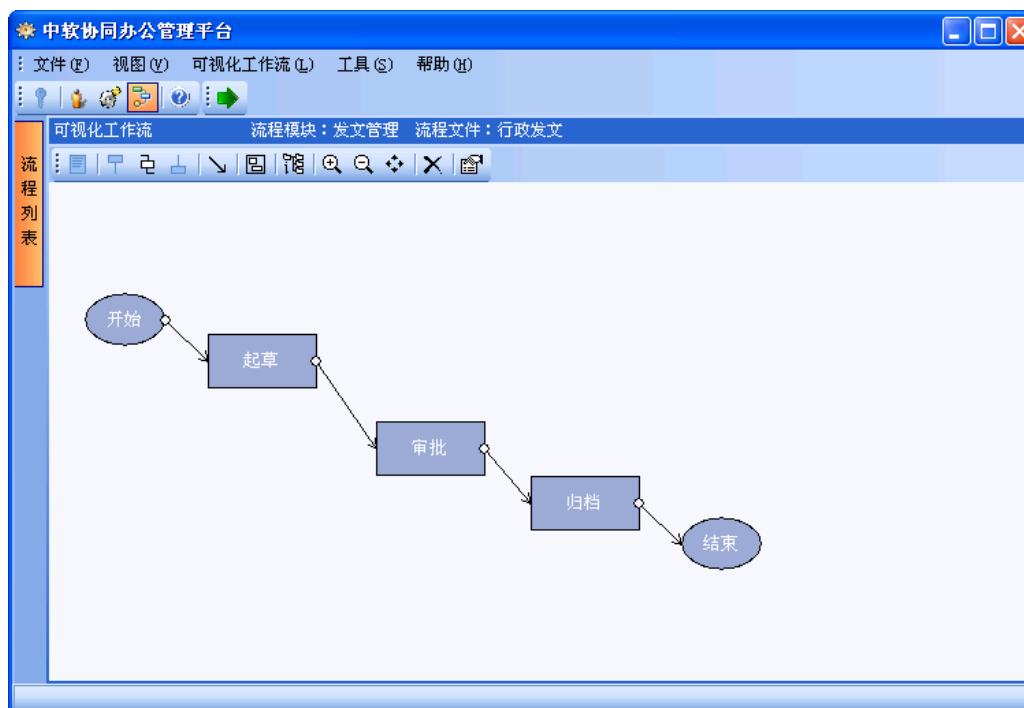 中软协同办公管理平台
文件(F) 视图(V) 可视化工作流(L) 工具(S) 帮助(H)
可视化工作流 流程模块：发文管理 流程文件：行政发文
流程列表
开始
起草
审批
归档
结束